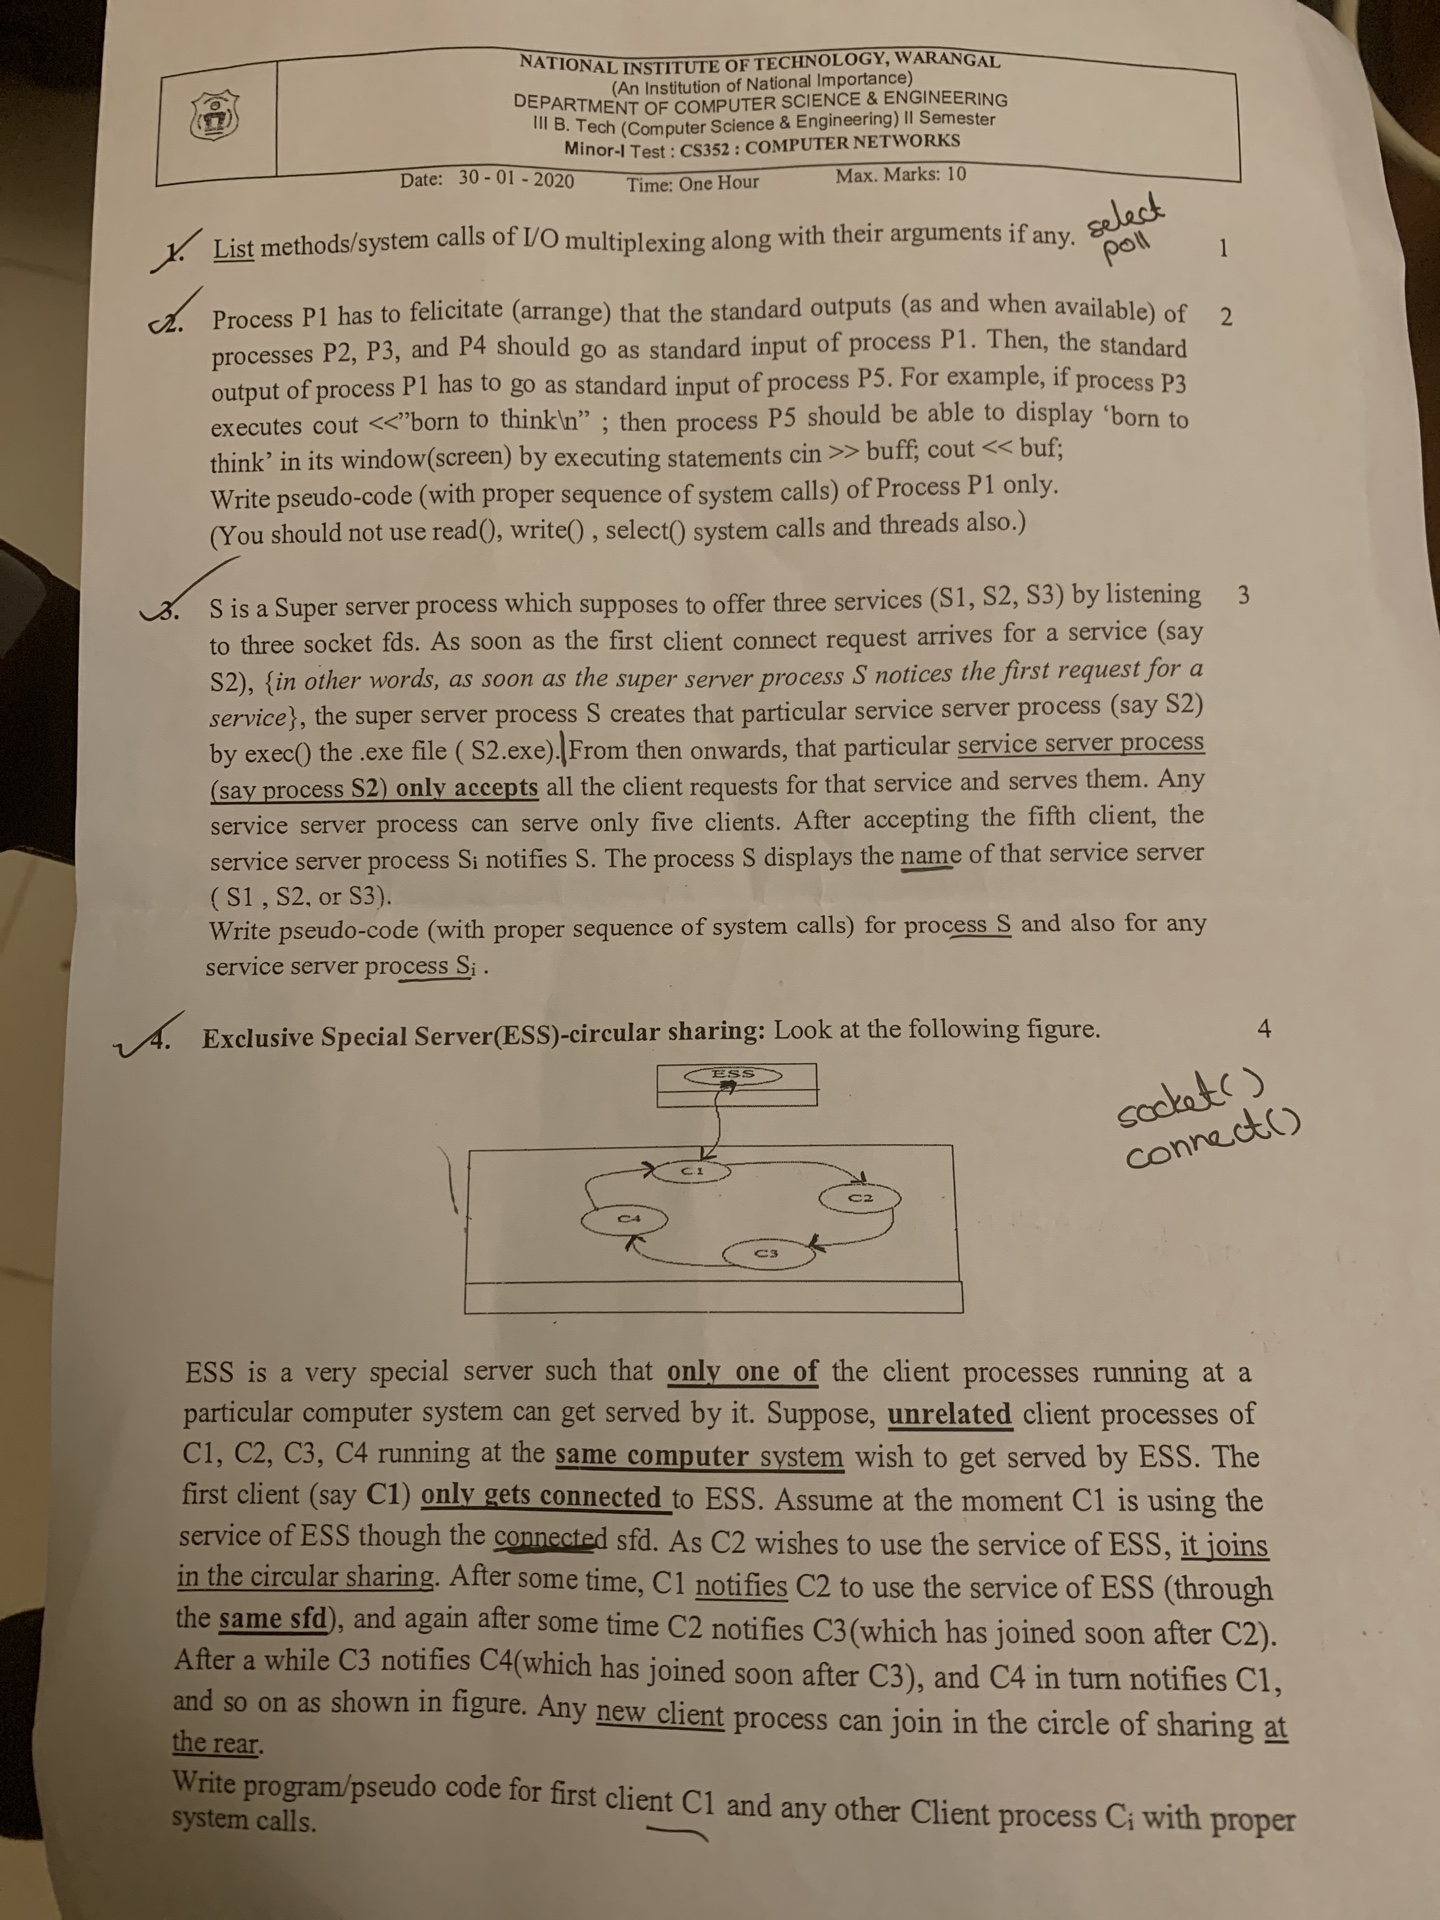 NATIONAL INSTITUTE OF TECHNOLOGY, WARANGAL
(An Institution of National Importance)
DEPARTMENT OF COMPUTER SCIENCE & ENGINEERING
III B. Tech (Computer Science & Engineering) II Semester
Minor-I Test : CS352 : COMPUTER NETWORKS
Date: 30 - 01 - 2020 Time: One Hour Max. Marks: 10
1. List methods/system calls of I/O multiplexing along with their arguments if any. 1
select
poll
2. Process P1 has to felicitate (arrange) that the standard outputs (as and when available) of 2
processes P2, P3, and P4 should go as standard input of process P1. Then, the standard
output of process P1 has to go as standard input of process P5. For example, if process P3
executes cout <<”born to think\n” ; then process P5 should be able to display ‘born to
think’ in its window(screen) by executing statements cin >> buff; cout << buf;
Write pseudo-code (with proper sequence of system calls) of Process P1 only.
(You should not use read(), write() , select() system calls and threads also.)
3. S is a Super server process which supposes to offer three services (S1, S2, S3) by listening 3
to three socket fds. As soon as the first client connect request arrives for a service (say
S2), {in other words, as soon as the super server process S notices the first request for a
service}, the super server process S creates that particular service server process (say S2)
by exec() the .exe file ( S2.exe). From then onwards, that particular service server process
(say process S2) only accepts all the client requests for that service and serves them. Any
service server process can serve only five clients. After accepting the fifth client, the
service server process Si notifies S. The process S displays the name of that service server
( S1 , S2, or S3).
Write pseudo-code (with proper sequence of system calls) for process S and also for any
service server process Si .
4. Exclusive Special Server(ESS)-circular sharing: Look at the following figure. 4
socket()
connect()
ESS
C1
C2
C4
C3
ESS is a very special server such that only one of the client processes running at a
particular computer system can get served by it. Suppose, unrelated client processes of
C1, C2, C3, C4 running at the same computer system wish to get served by ESS. The
first client (say C1) only gets connected to ESS. Assume at the moment C1 is using the
service of ESS though the connected sfd. As C2 wishes to use the service of ESS, it joins
in the circular sharing. After some time, C1 notifies C2 to use the service of ESS (through
the same sfd), and again after some time C2 notifies C3(which has joined soon after C2).
After a while C3 notifies C4(which has joined soon after C3), and C4 in turn notifies C1,
and so on as shown in figure. Any new client process can join in the circle of sharing at
the rear.
Write program/pseudo code for first client C1 and any other Client process Ci with proper
system calls.